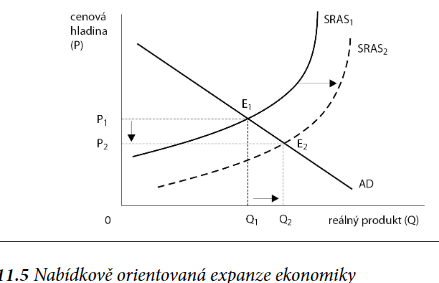 cenová
hladina
(P)
SRAS1
SRAS2
E1
P1
P2
E2
AD
0
Q1
Q2
reálný produkt (Q)
11.5 Nabídkově orientovaná expanze ekonomiky